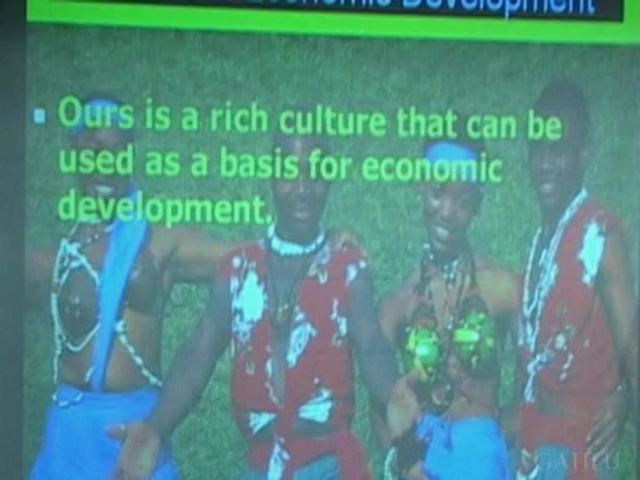 Economic Development
Ours is a rich culture that can be
used as a basis for economic
development.